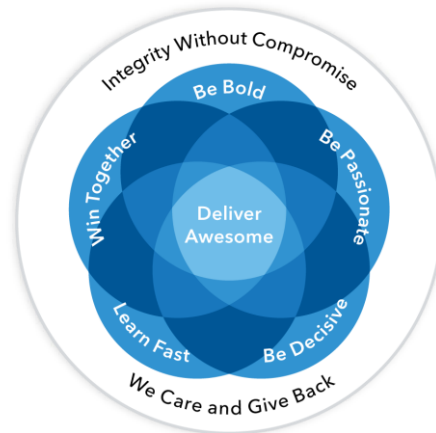 Integrity Without Compromise
Be Bold
Win Together
Be Passionate
Deliver
Awesome
Learn Fast
Be Decisive
We Care and Give Back